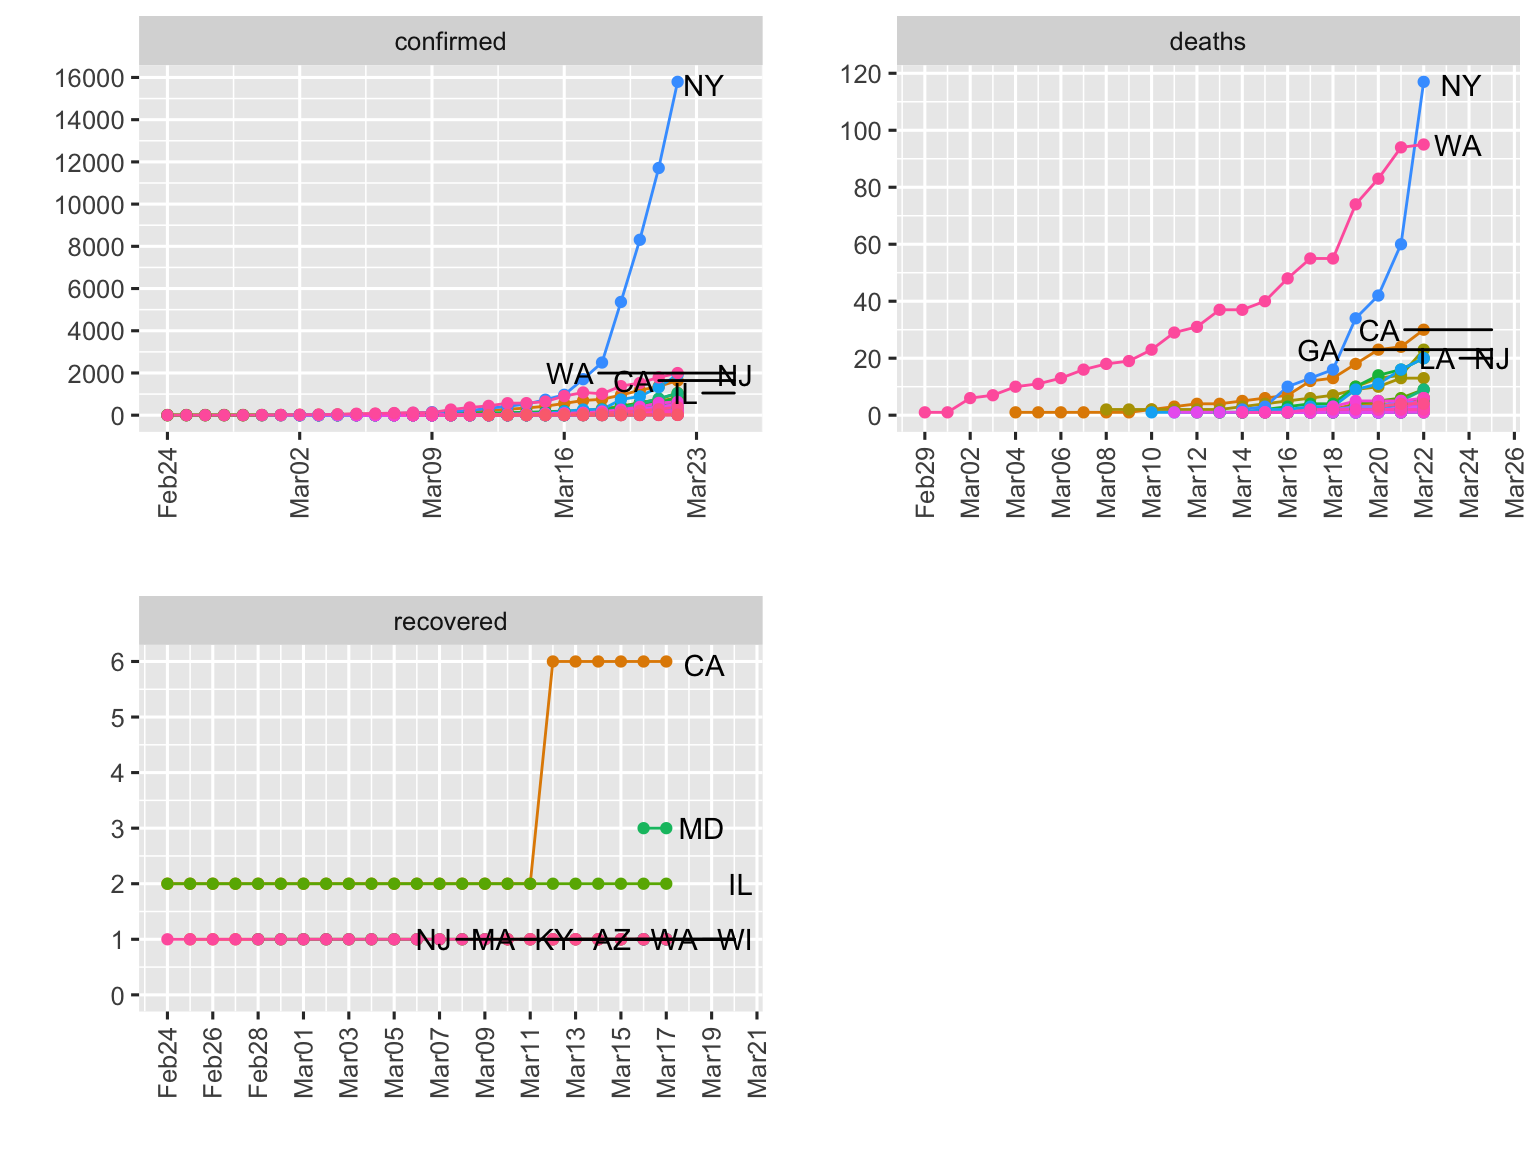 confirmed
16000
14000
12000
10000
8000
6000
4000
2000
0
NY
WA
CA
NJ
IL
Feb24
Mar02
Mar09
Mar16
Mar23
deaths
120
100
80
60
40
20
0
NY
WA
CA
GA
LA
NJ
Feb29
Mar02
Mar04
Mar06
Mar08
Mar10
Mar12
Mar14
Mar16
Mar18
Mar20
Mar22
Mar24
Mar26
recovered
6
5
4
3
2
1
0
CA
MD
IL
NJ MA KY AZ WA WI
Feb24
Feb26
Feb28
Mar01
Mar03
Mar05
Mar07
Mar09
Mar11
Mar13
Mar15
Mar17
Mar19
Mar21